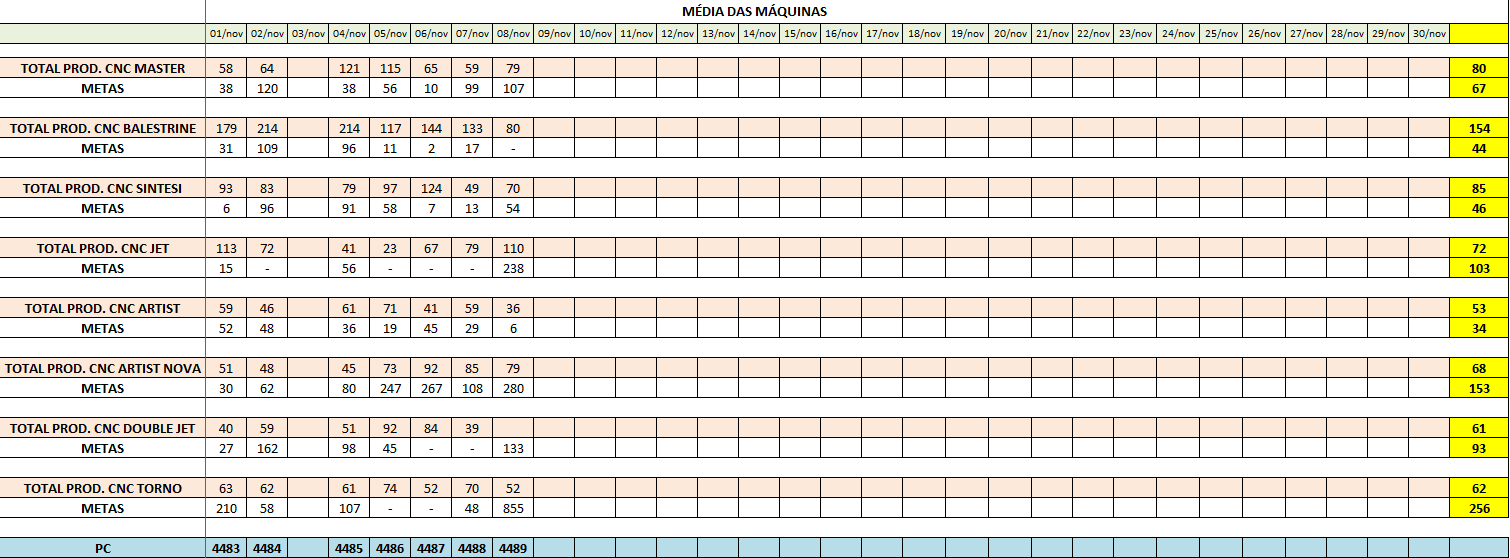 MÉDIA DAS MÁQUINAS
01/nov 02/nov 03/nov 04/nov 05/nov 06/nov 07/nov 08/nov 09/nov 10/nov 11/nov 12/nov 13/nov 14/nov 15/nov 16/nov 17/nov 18/nov 19/nov 20/nov 21/nov 22/nov 23/nov 24/nov 25/nov 26/nov 27/nov 28/nov 29/nov 30/nov
TOTAL PROD. CNC MASTER 58 64 121 115 65 59 79 80
METAS 38 120 38 56 10 99 107 67
TOTAL PROD. CNC BALESTRINE 179 214 214 117 144 133 80 154
METAS 31 109 96 11 2 17 - 44
TOTAL PROD. CNC SINTESI 93 83 79 97 124 49 70 85
METAS 6 96 91 58 7 13 54 46
TOTAL PROD. CNC JET 113 72 41 23 67 79 110 72
METAS 15 - 56 - - - 238 103
TOTAL PROD. CNC ARTIST 59 46 61 71 41 59 36 53
METAS 52 48 36 19 45 29 6 34
TOTAL PROD. CNC ARTIST NOVA 51 48 45 73 92 85 79 68
METAS 30 62 80 247 267 108 280 153
TOTAL PROD. CNC DOUBLE JET 40 59 51 92 84 39 61
METAS 27 162 98 45 - - 133 93
TOTAL PROD. CNC TORNO 63 62 61 74 52 70 52 62
METAS 210 58 107 - - 48 855 256
PC 4483 4484 4485 4486 4487 4488 4489